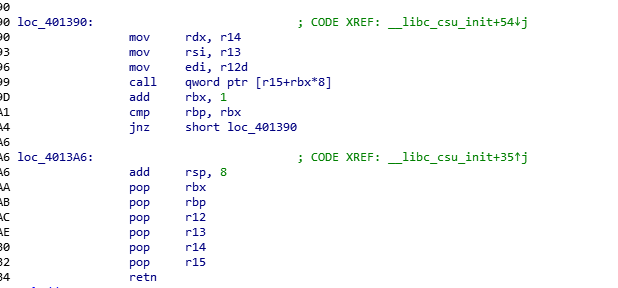 90
90 loc_401390: ; CODE XREF: __libc_csu_init+54↓j
90 mov rdx, r14
93 mov rsi, r13
96 mov edi, r12d
99 call qword ptr [r15+rbx*8]
9D add rbx, 1
A1 cmp rbp, rbx
A4 jnz short loc_401390
A6
A6 loc_4013A6: ; CODE XREF: __libc_csu_init+35↑j
A6 add rsp, 8
AA pop rbx
AB pop rbp
AC pop r12
AE pop r13
B0 pop r14
B2 pop r15
B4 retn